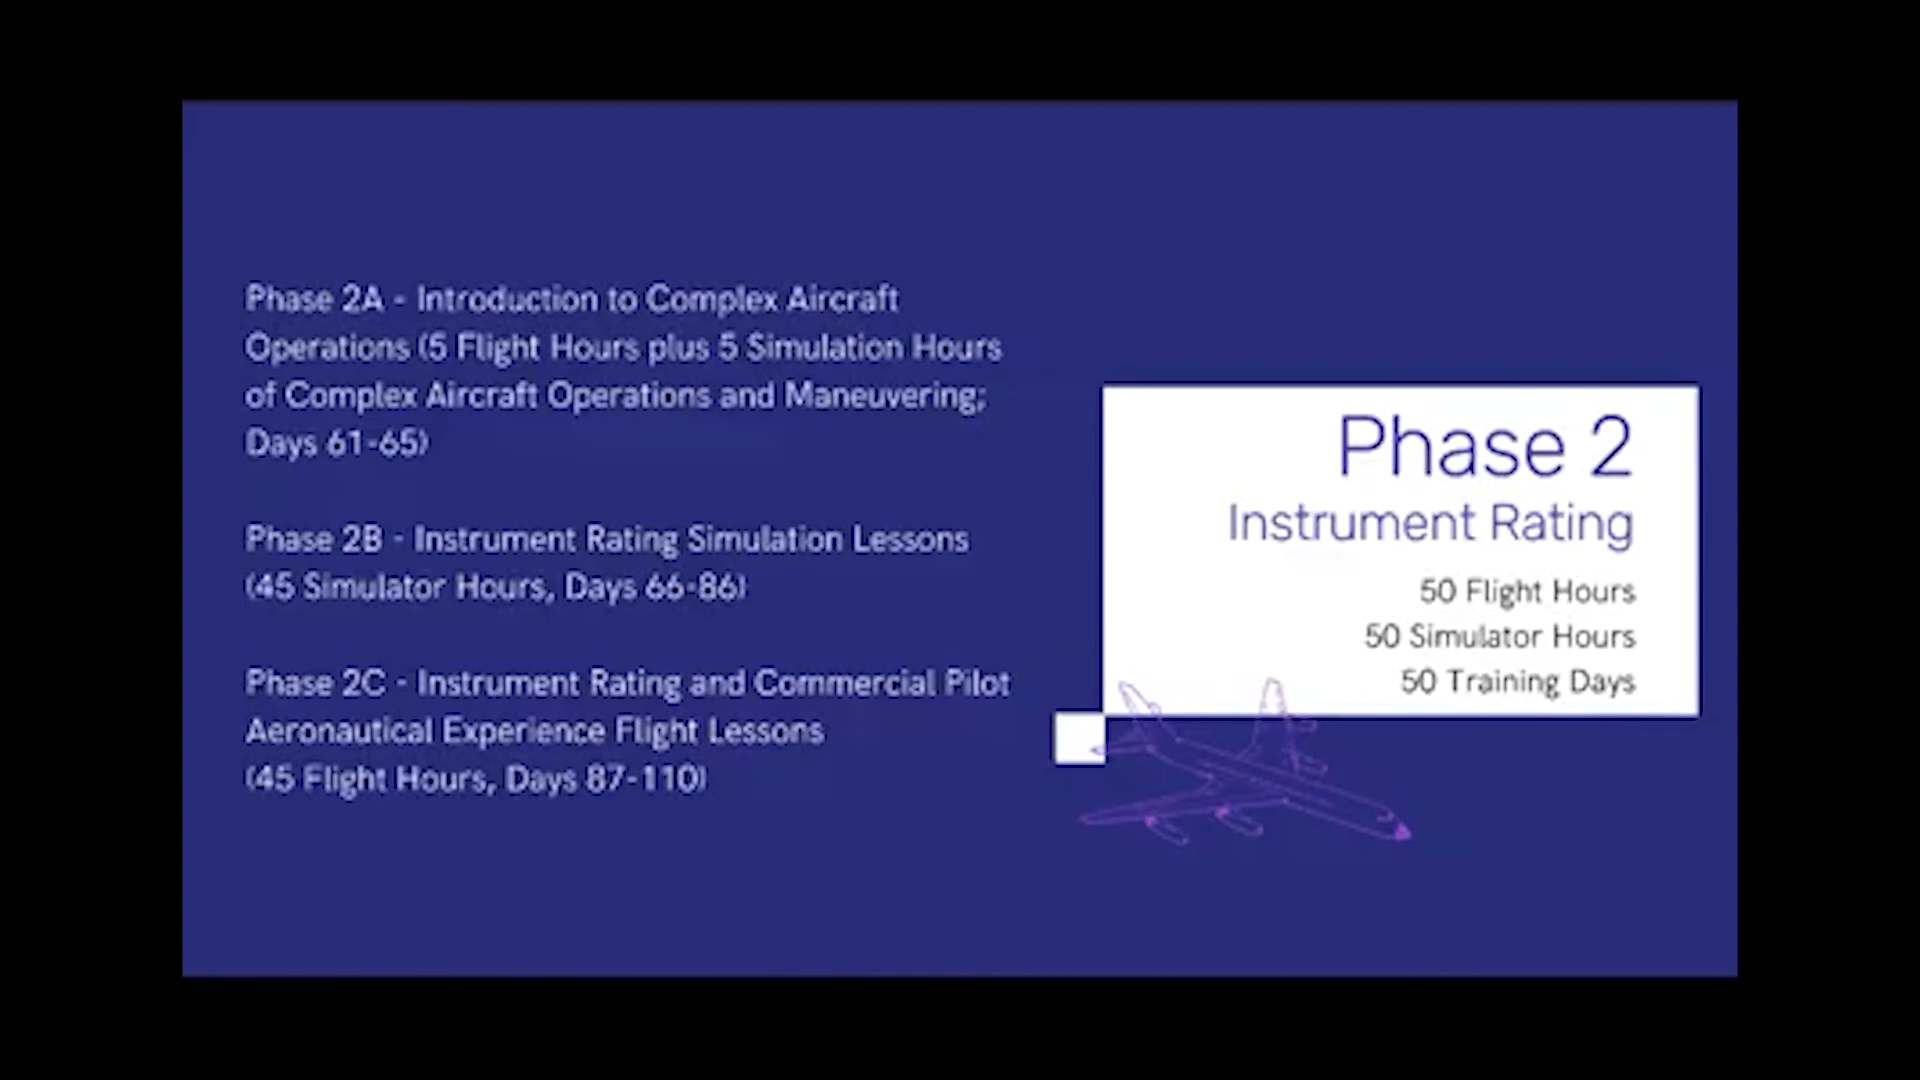 Phase 2A - Introduction to Complex Aircraft
Operations (5 Flight Hours plus 5 Simulation Hours
of Complex Aircraft Operations and Maneuvering;
Days 61-65)
Phase 2B - Instrument Rating Simulation Lessons
(45 Simulator Hours, Days 66-86)
Phase 2C - Instrument Rating and Commercial Pilot
Aeronautical Experience Flight Lessons
(45 Flight Hours, Days 87-110)
Phase 2
Instrument Rating
50 Flight Hours
50 Simulator Hours
50 Training Days